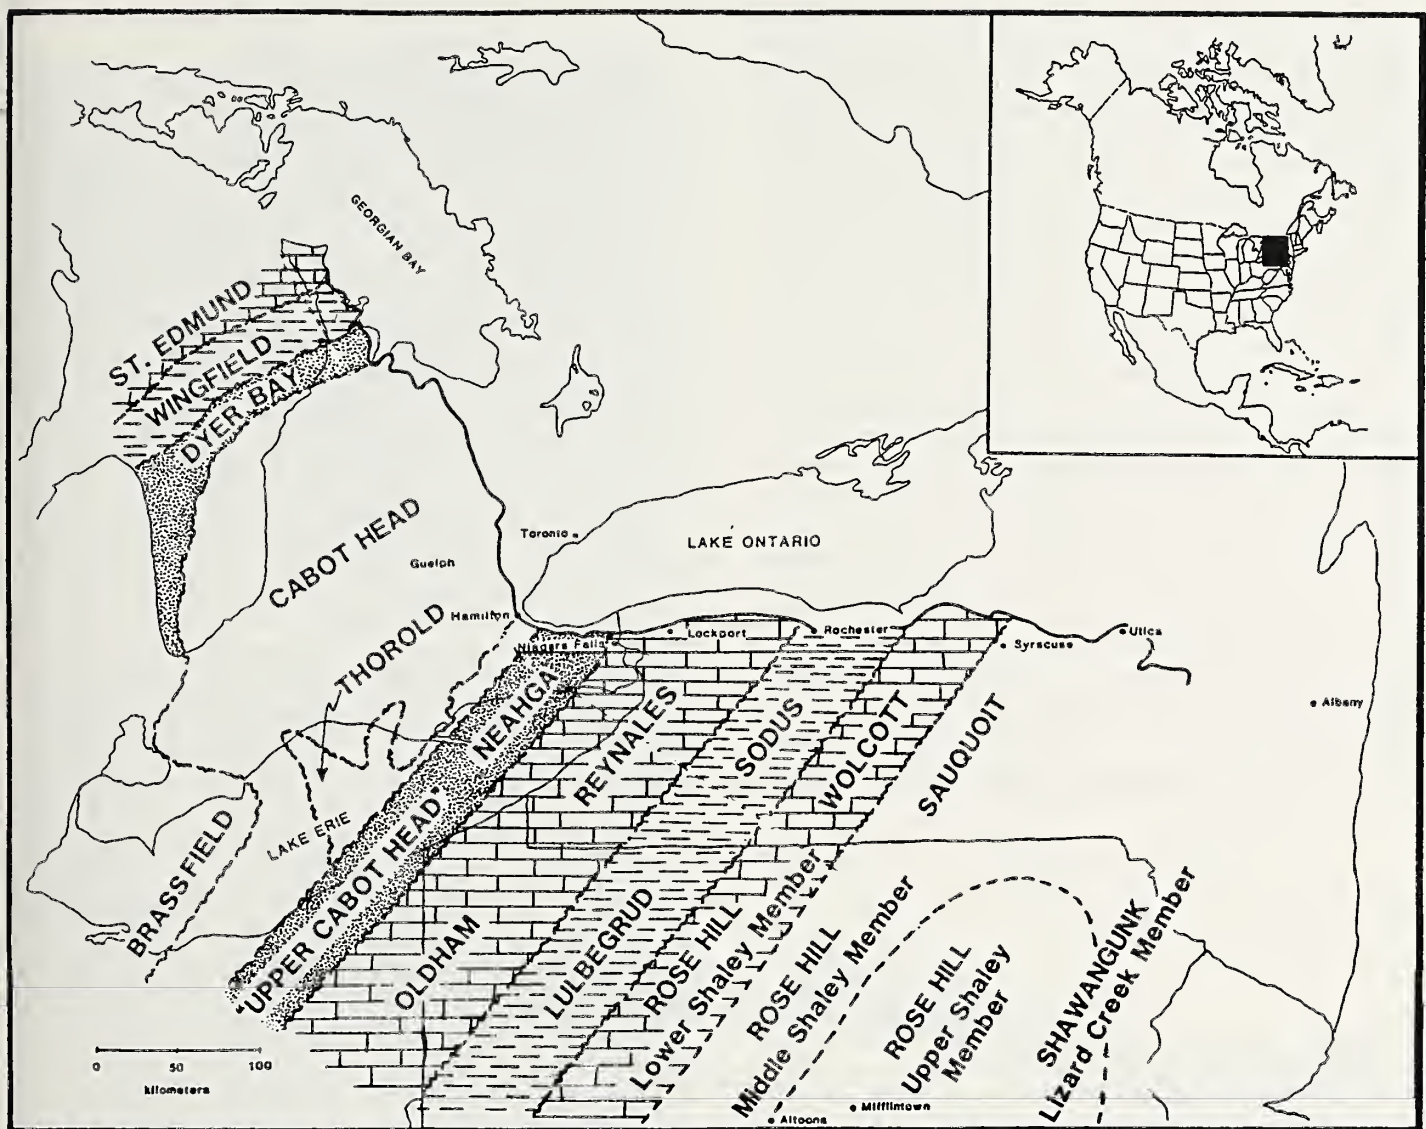 GEORGIAN BAY
ST. EDMUND
WINGFIELD
DYER BAY
CABOT HEAD
Guelph
Toronto
LAKE ONTARIO
THOROLD
Hamilton
Niagara Falls
Lockport
Rochester
Syracuse
Utica
Albany
NEAHGA
REYNALES
SODUS
WOLCOTT
SAUQUOIT
BRASSFIELD
LAKE ERIE
"UPPER CABOT HEAD"
OLDHAM
LULBEGRUD
ROSE HILL
Lower Shaley Member
ROSE HILL
Middle Shaley Member
ROSE HILL
Upper Shaley
Member
SHAWANGUNK
Lizard Creek Member
0 50 100
kilometers
Mifflintown
Altoona